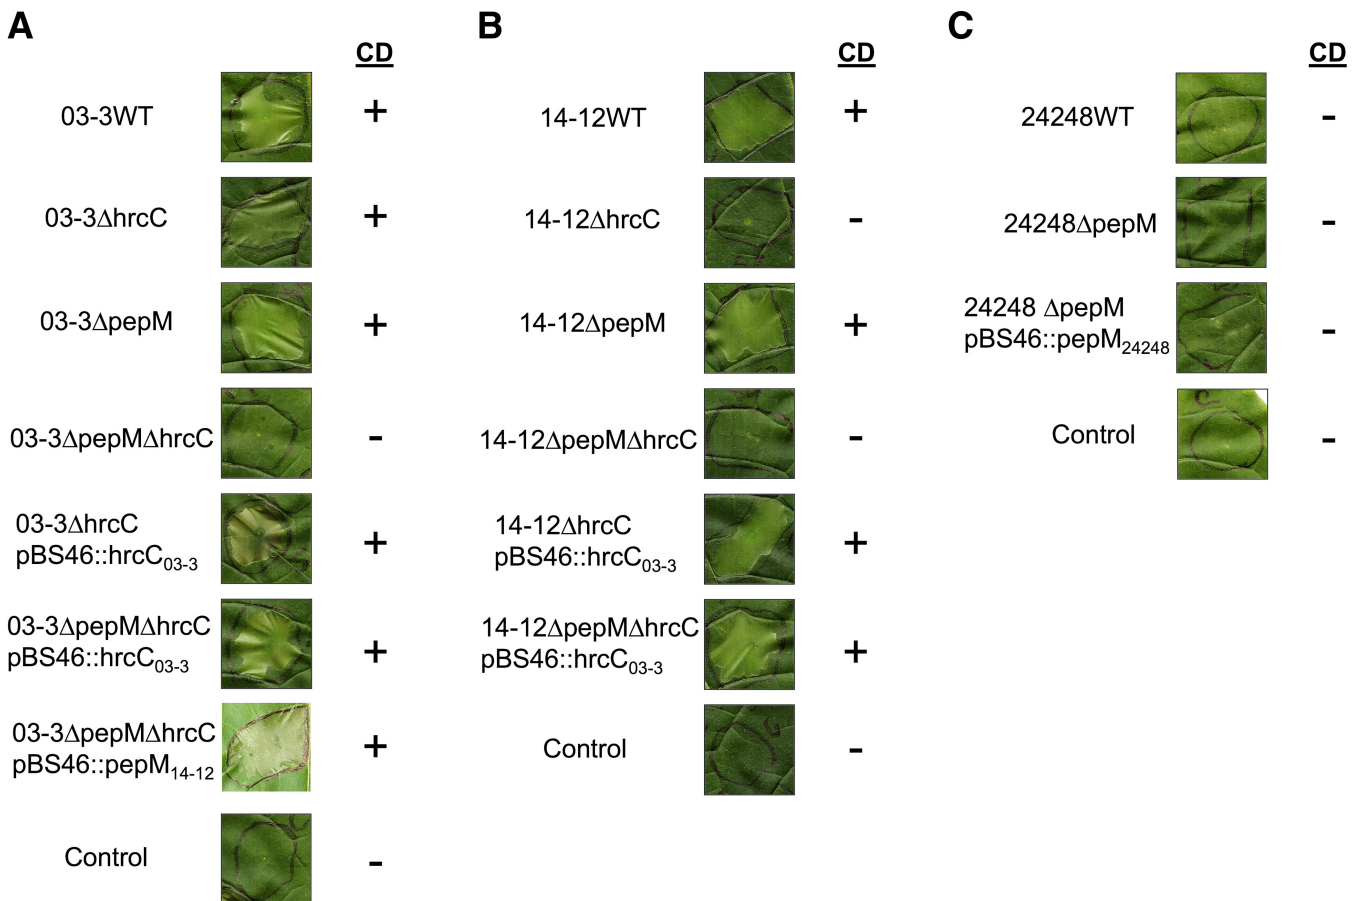 A
CD
03-3WT
+
03-3ΔhrcC
+
03-3ΔpepM
+
03-3ΔpepMΔhrcC
-
03-3ΔhrcC
pBS46::hrcC03-3
+
03-3ΔpepMΔhrcC
pBS46::hrcC03-3
+
03-3ΔpepMΔhrcC
pBS46::pepM14-12
+
Control
-
B
CD
14-12WT
+
14-12ΔhrcC
-
14-12ΔpepM
+
14-12ΔpepMΔhrcC
-
14-12ΔhrcC
pBS46::hrcC03-3
+
14-12ΔpepMΔhrcC
pBS46::hrcC03-3
+
Control
-
C
CD
24248WT
-
24248ΔpepM
-
24248 ΔpepM
pBS46::pepM24248
-
Control
-